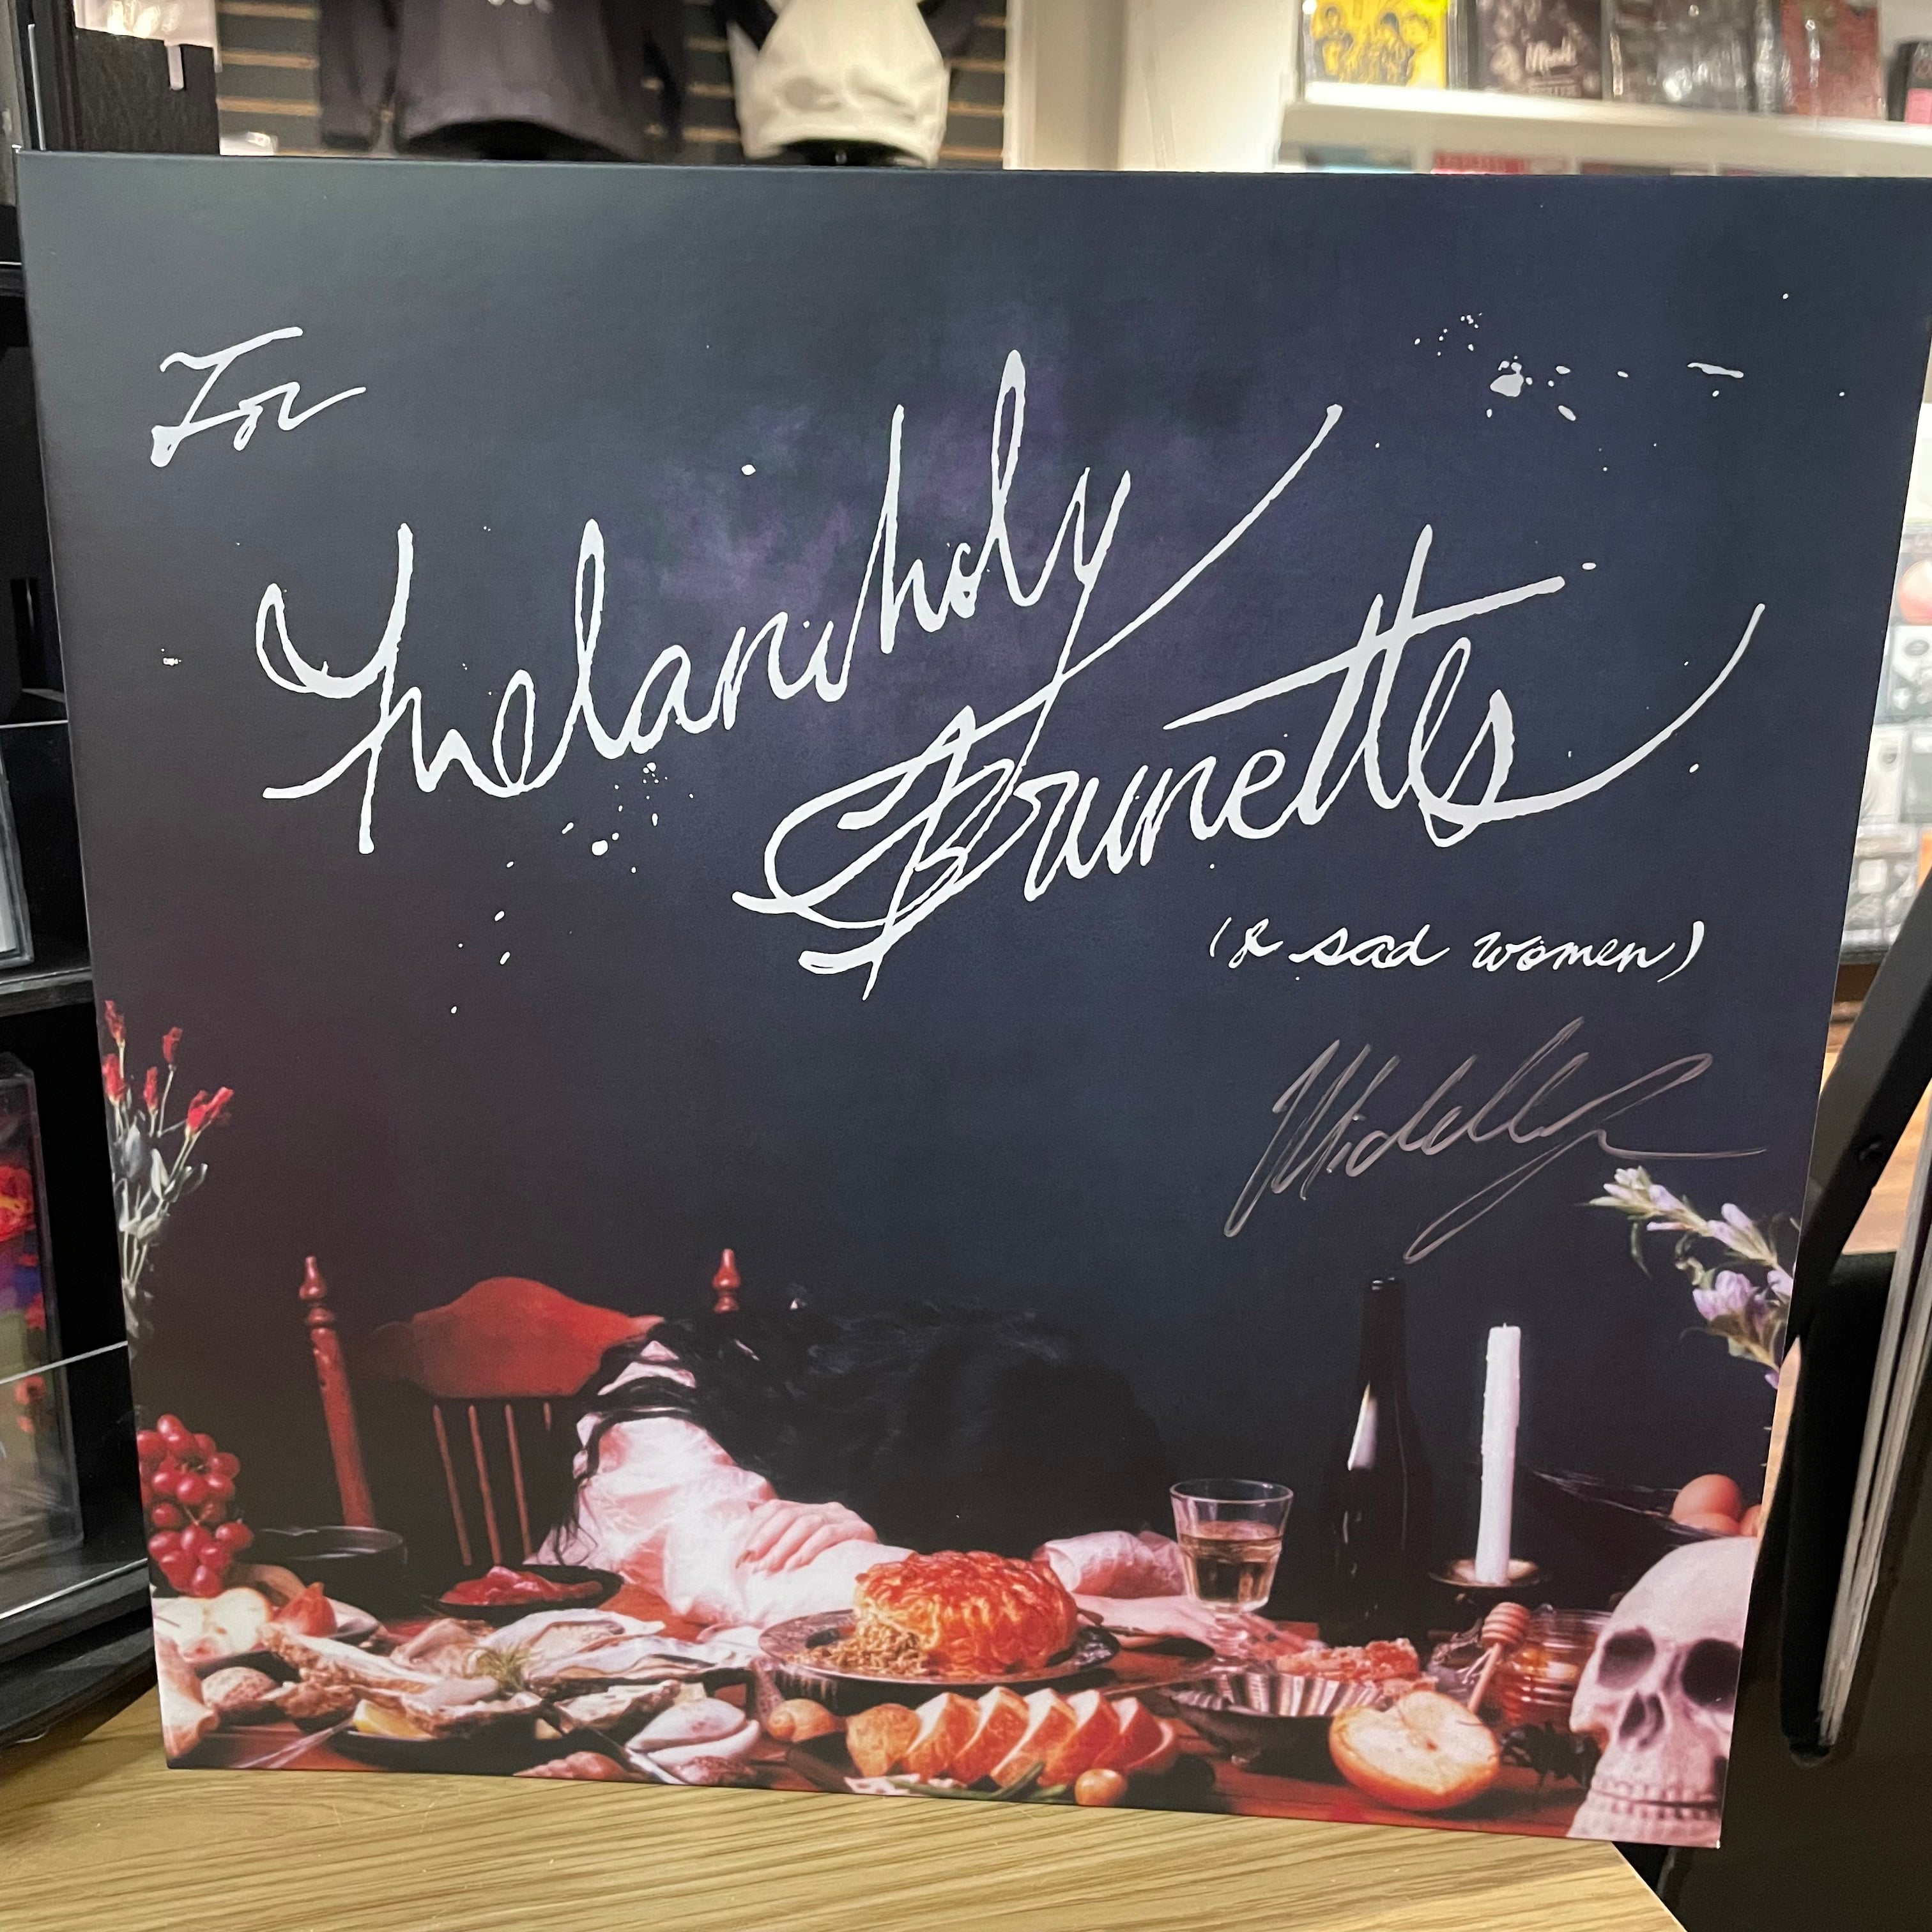 For
Melancholy
Brunettes
(& sad women)